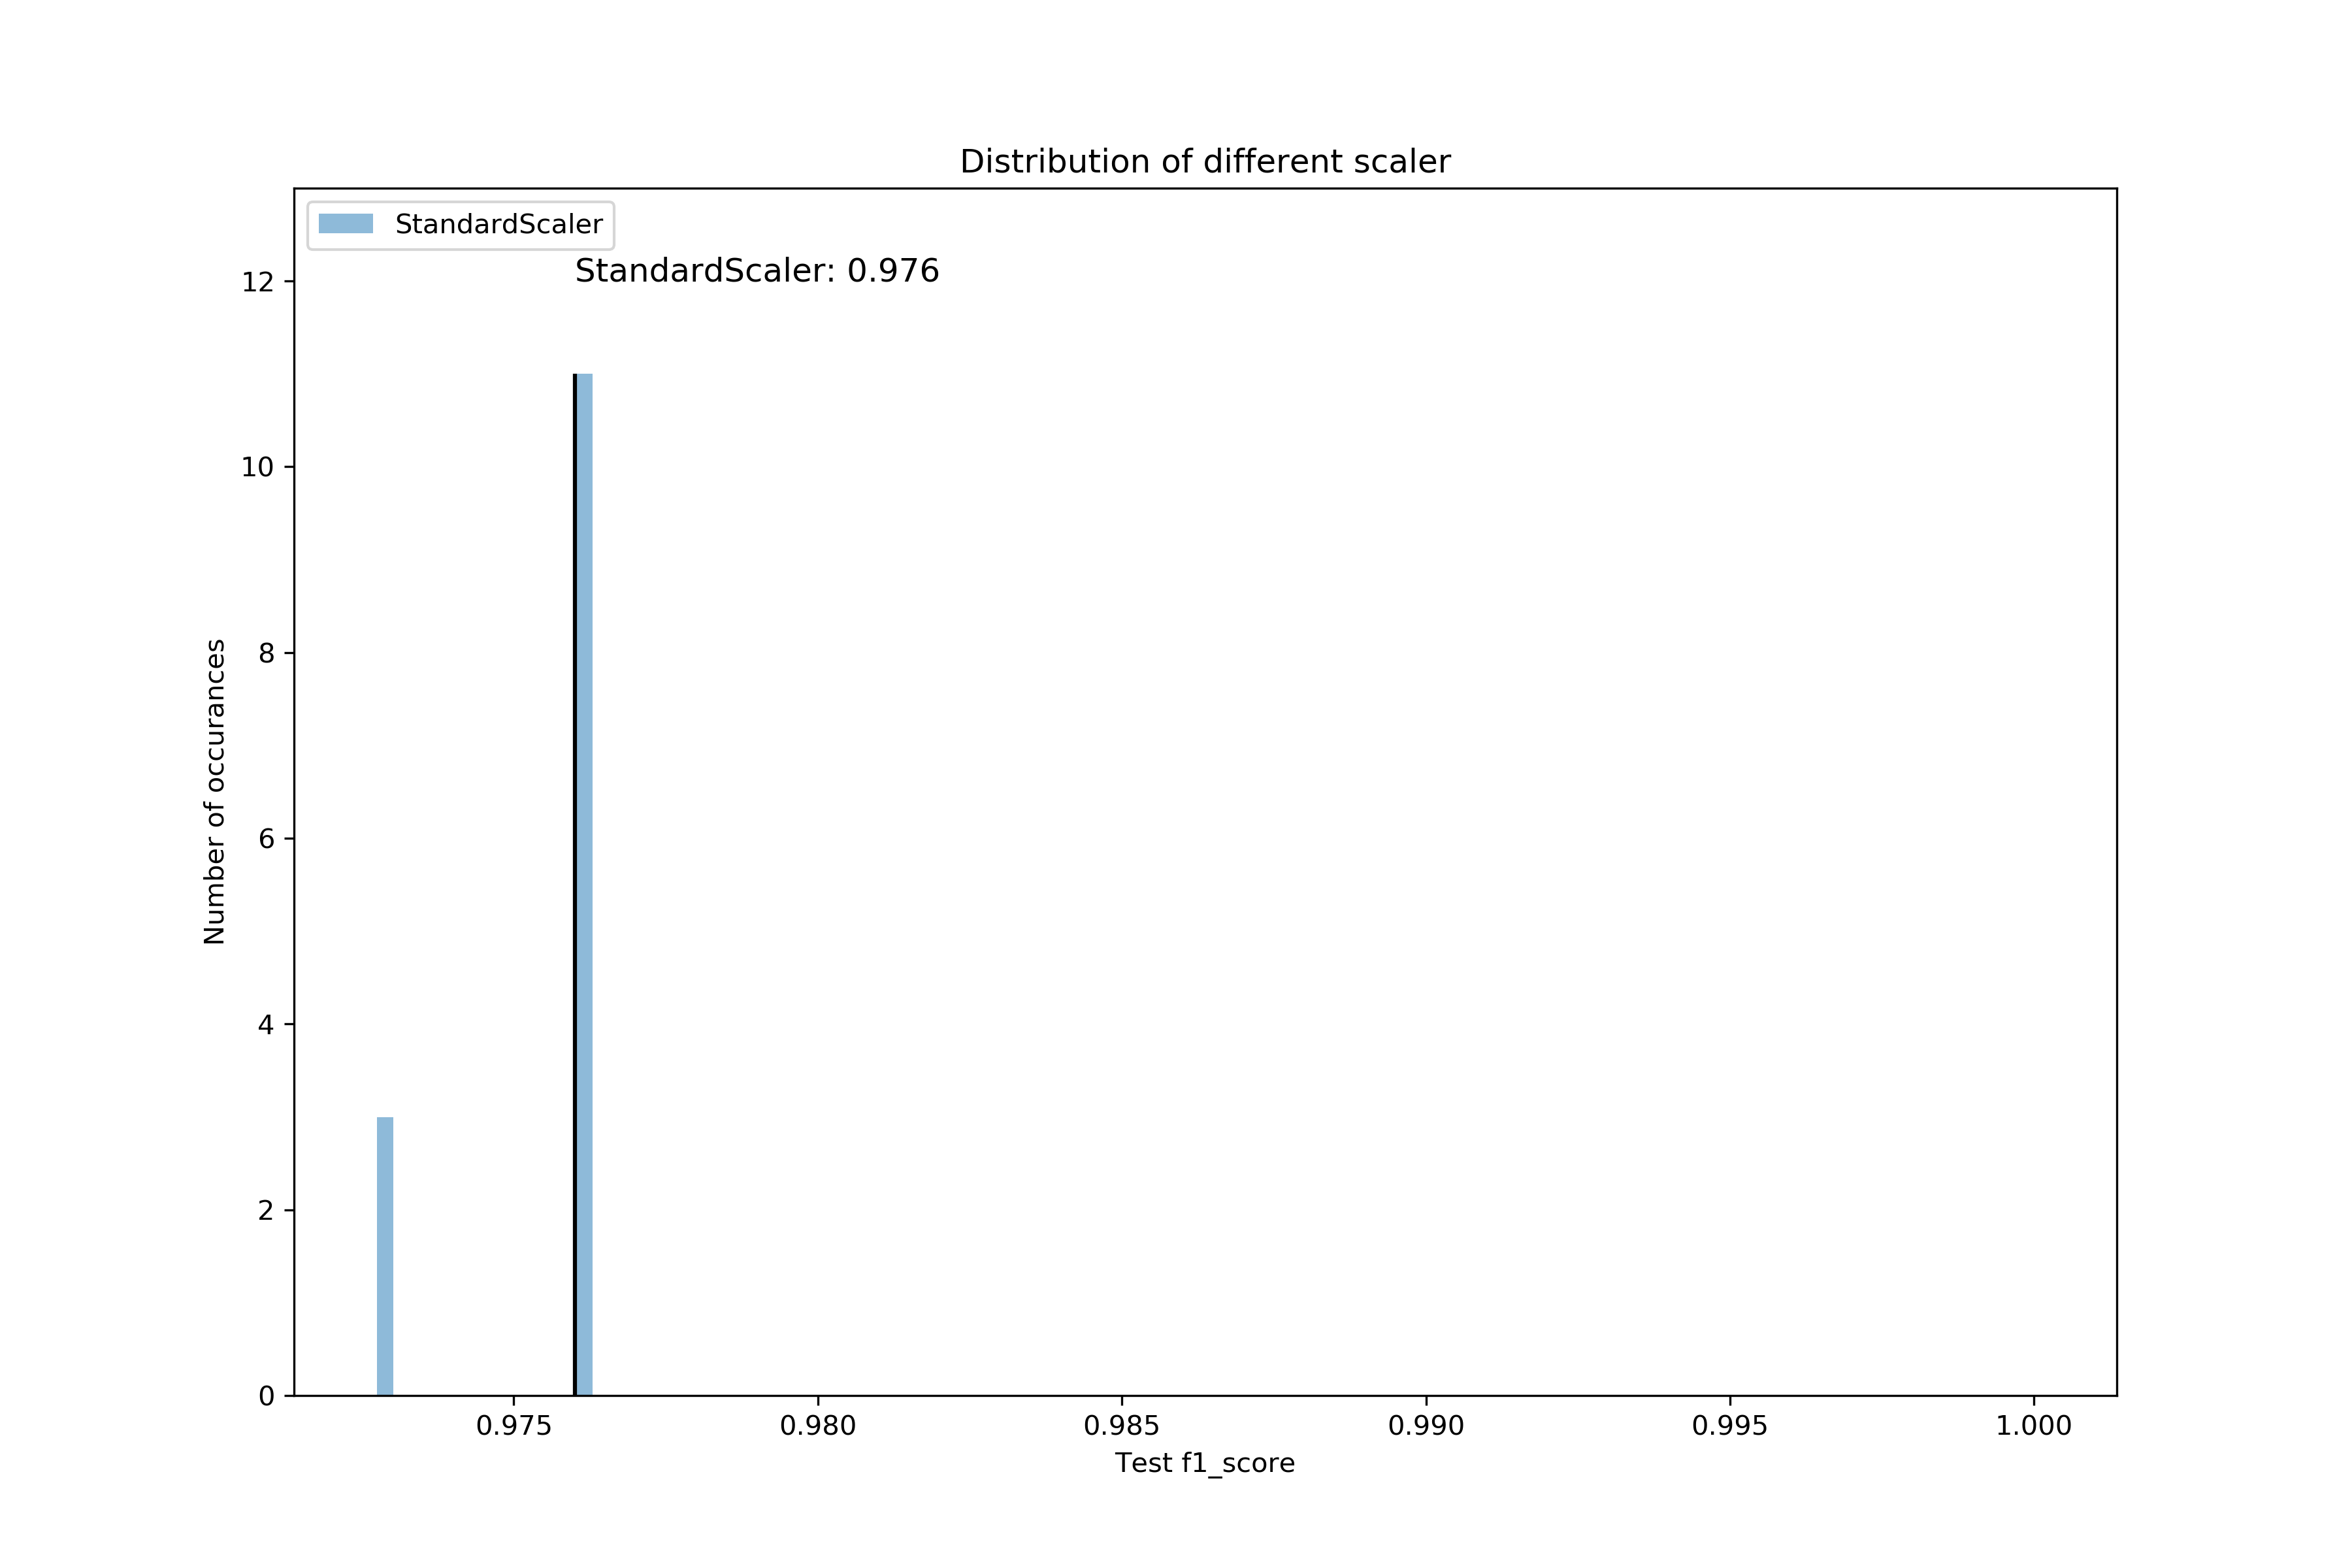 Distribution of different scaler
StandardScaler
StandardScaler: 0.976
12
10
8
6
4
2
0
Number of occurances
0.975 0.980 0.985 0.990 0.995 1.000
Test f1_score